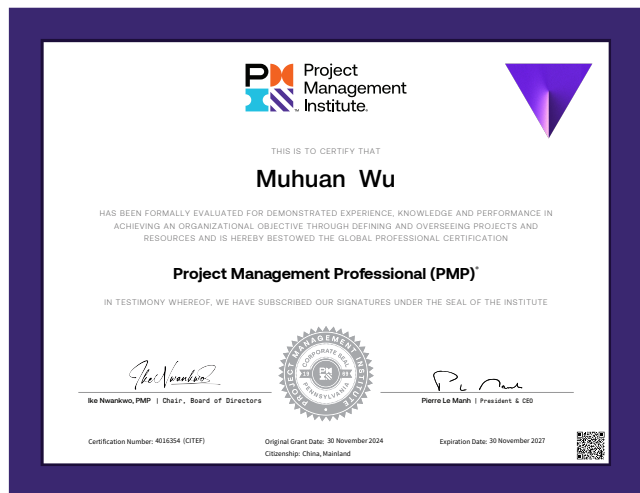 PM
Project
Management
Institute.
THIS IS TO CERTIFY THAT
Muhuan Wu
HAS BEEN FORMALLY EVALUATED FOR DEMONSTRATED EXPERIENCE, KNOWLEDGE AND PERFORMANCE IN
ACHIEVING AN ORGANIZATIONAL OBJECTIVE THROUGH DEFINING AND OVERSEEING PROJECTS AND
RESOURCES AND IS HEREBY BESTOWED THE GLOBAL PROFESSIONAL CERTIFICATION
Project Management Professional (PMP)®
IN TESTIMONY WHEREOF, WE HAVE SUBSCRIBED OUR SIGNATURES UNDER THE SEAL OF THE INSTITUTE
PROJECT MANAGEMENT INSTITUTE
CORPORATE SEAL
PENNSYLVANIA
Ike Nwankwo
Ike Nwankwo, PMP | Chair, Board of Directors
Pierre Le Manh | President & CEO
Certification Number: 4016354 (CITEF)
Original Grant Date: 30 November 2024
Expiration Date: 30 November 2027
Citizenship: China, Mainland